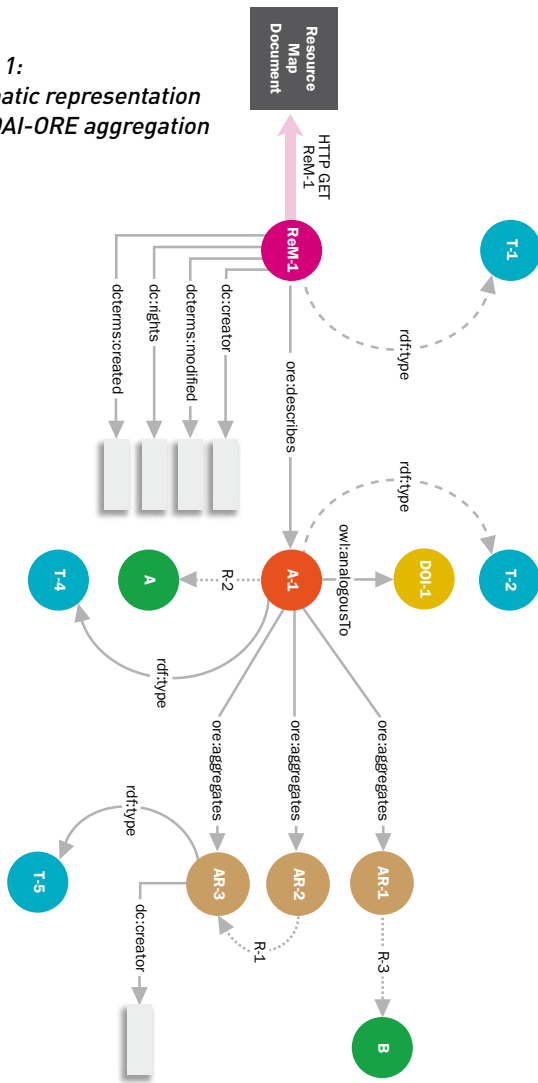 1:
atic representation
OAI-ORE aggregation
Resource
Map
Document
HTTP GET
ReM-1
ReM-1
T-1
rdf:type
dc:creator
dcterms:modified
dc:rights
dcterms:created
ore:describes
rdf:type
T-2
DOI-1
owl:analogousTo
A-1
R-2
A
T-4
rdf:type
ore:aggregates
ore:aggregates
ore:aggregates
AR-1
AR-2
AR-3
R-3
R-1
B
rdf:type
T-5
dc:creator